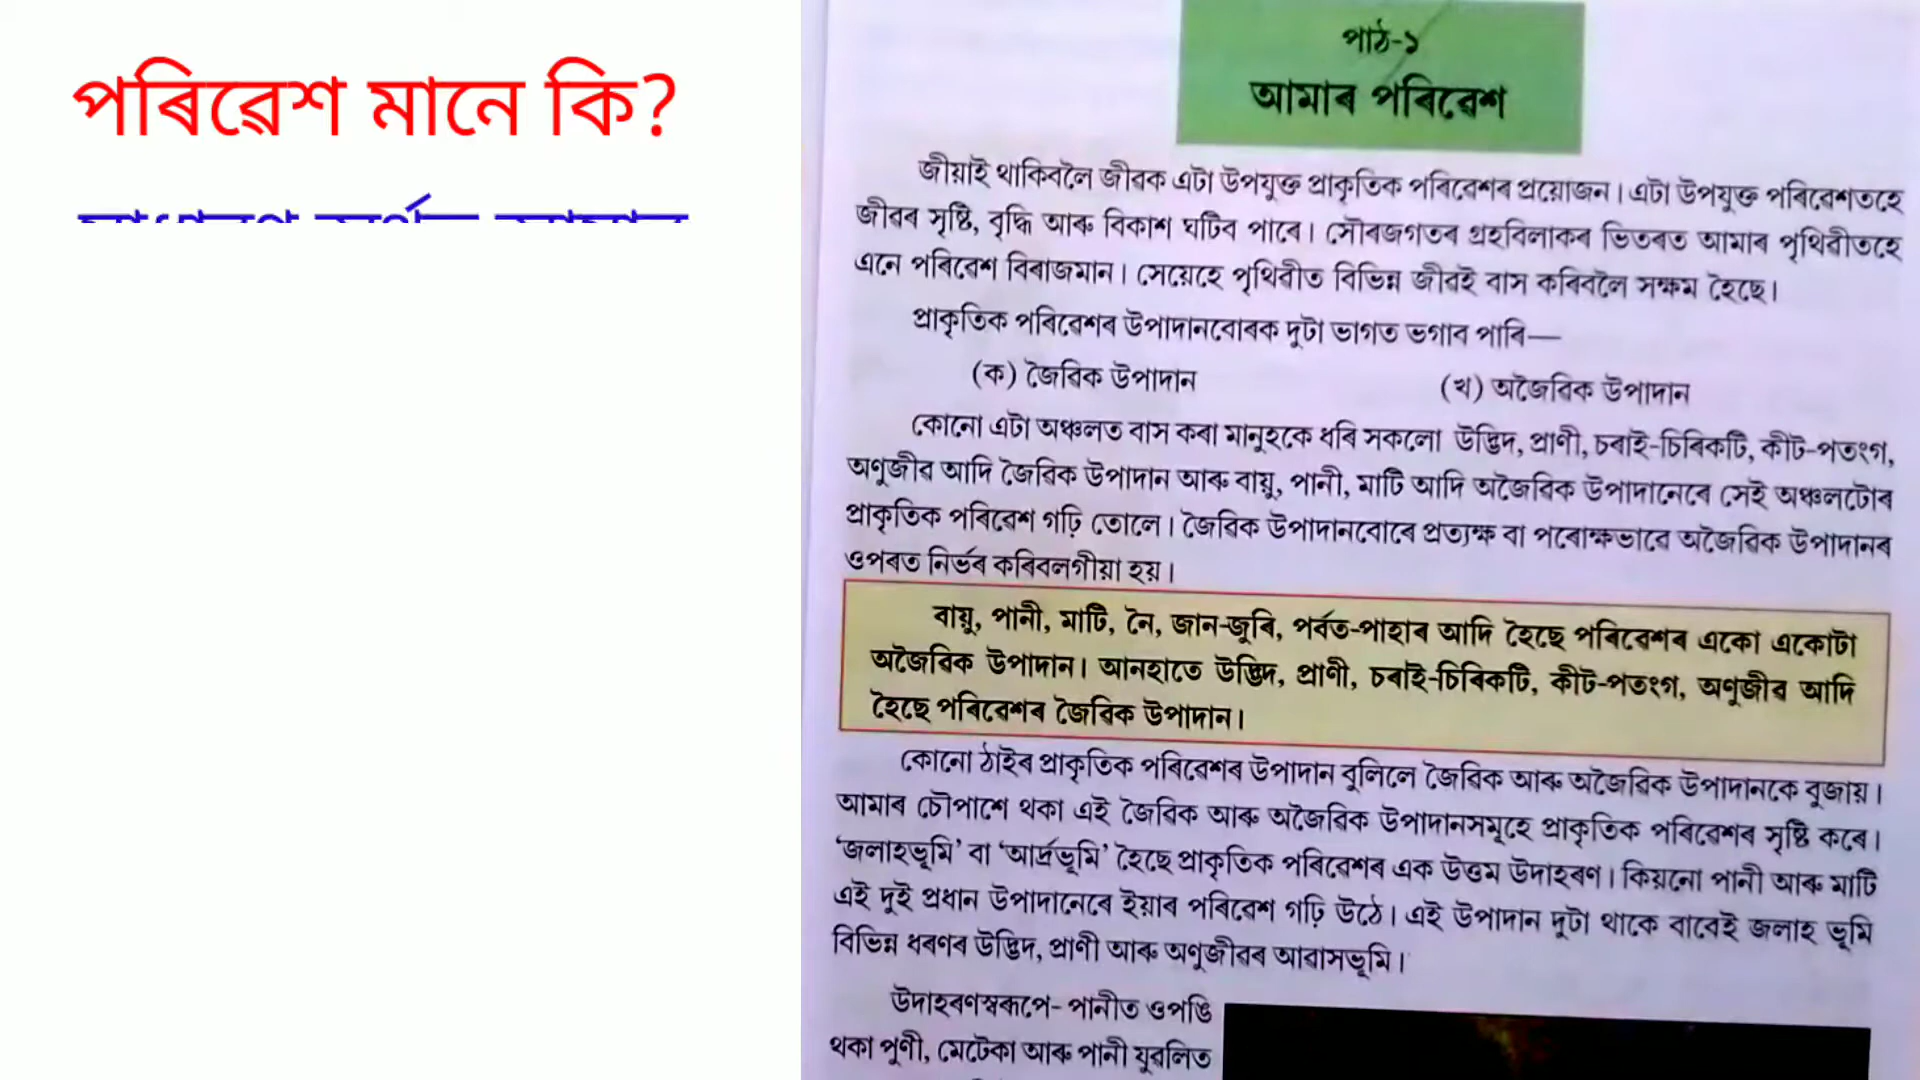 পৰিৱেশ মানে কি?
পাঠ-১
আমাৰ পৰিৱেশ
জীয়াই থাকিবলৈ জীৱক এটা উপযুক্ত প্ৰাকৃতিক পৰিৱেশৰ প্ৰয়োজন। এটা উপযুক্ত পৰিৱেশতহে
জীৱৰ সৃষ্টি, বৃদ্ধি আৰু বিকাশ ঘটিব পাৰে। সৌৰজগতৰ গ্ৰহবিলাকৰ ভিতৰত আমাৰ পৃথিৱীতহে
এনে পৰিৱেশ বিৰাজমান। সেয়েহে পৃথিৱীত বিভিন্ন জীৱই বাস কৰিবলৈ সক্ষম হৈছে।
প্ৰাকৃতিক পৰিৱেশৰ উপাদানবোৰক দুটা ভাগত ভগাব পাৰি—
(ক) জৈৱিক উপাদান (খ) অজৈৱিক উপাদান
কোনো এটা অঞ্চলত বাস কৰা মানুহকে ধৰি সকলো উদ্ভিদ, প্ৰাণী, চৰাই-চিৰিকটি, কীট-পতংগ,
অণুজীৱ আদি জৈৱিক উপাদান আৰু বায়ু, পানী, মাটি আদি অজৈৱিক উপাদানেৰে সেই অঞ্চলটোৰ
প্ৰাকৃতিক পৰিৱেশ গঢ়ি তোলে। জৈৱিক উপাদানবোৰে প্ৰত্যক্ষ বা পৰোক্ষভাৱে অজৈৱিক উপাদানৰ
ওপৰত নিৰ্ভৰ কৰিবলগীয়া হয়।
বায়ু, পানী, মাটি, নৈ, জান-জুৰি, পৰ্বত-পাহাৰ আদি হৈছে পৰিৱেশৰ একো একোটা
অজৈৱিক উপাদান। আনহাতে উদ্ভিদ, প্ৰাণী, চৰাই-চিৰিকটি, কীট-পতংগ, অণুজীৱ আদি
হৈছে পৰিৱেশৰ জৈৱিক উপাদান।
কোনো ঠাইৰ প্ৰাকৃতিক পৰিৱেশৰ উপাদান বুলিলে জৈৱিক আৰু অজৈৱিক উপাদানকে বুজায়।
আমাৰ চৌপাশে থকা এই জৈৱিক আৰু অজৈৱিক উপাদানসমূহে প্ৰাকৃতিক পৰিৱেশৰ সৃষ্টি কৰে।
‘জলাহভূমি’ বা ‘আৰ্দ্ৰভূমি’ হৈছে প্ৰাকৃতিক পৰিৱেশৰ এক উত্তম উদাহৰণ। কিয়নো পানী আৰু মাটি
এই দুই প্ৰধান উপাদানেৰে ইয়াৰ পৰিৱেশ গঢ়ি উঠে। এই উপাদান দুটা থাকে বাবেই জলাহ ভূমি
বিভিন্ন ধৰণৰ উদ্ভিদ, প্ৰাণী আৰু অণুজীৱৰ আৱাসভূমি।
উদাহৰণস্বৰূপে- পানীত ওপঙি
থকা পুণী, মেটেকা আৰু পানী যুৱলিত